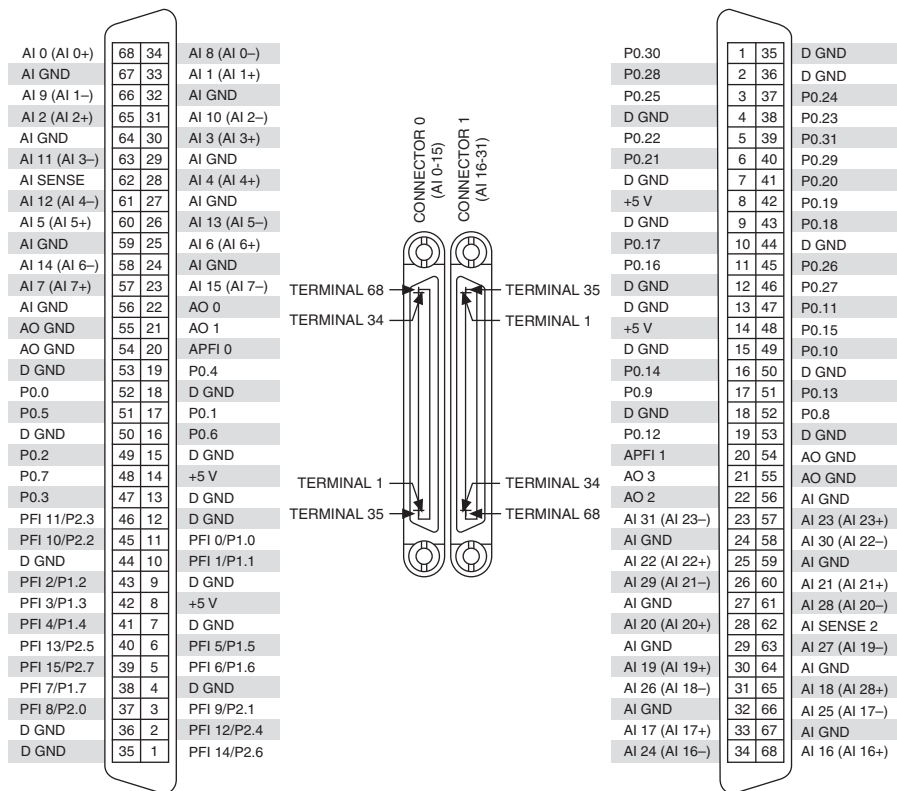 AI 0 (AI 0+) 68 34 AI 8 (AI 0–)
AI GND 67 33 AI 1 (AI 1+)
AI 9 (AI 1–) 66 32 AI GND
AI 2 (AI 2+) 65 31 AI 10 (AI 2–)
AI GND 64 30 AI 3 (AI 3+)
AI 11 (AI 3–) 63 29 AI GND
AI SENSE 62 28 AI 4 (AI 4+)
AI 12 (AI 4–) 61 27 AI GND
AI 5 (AI 5+) 60 26 AI 13 (AI 5–)
AI GND 59 25 AI 6 (AI 6+)
AI 14 (AI 6–) 58 24 AI GND
AI 7 (AI 7+) 57 23 AI 15 (AI 7–)
AI GND 56 22 AO 0
AO GND 55 21 AO 1
AO GND 54 20 APFI 0
D GND 53 19 P0.4
P0.0 52 18 D GND
P0.5 51 17 P0.1
D GND 50 16 P0.6
P0.2 49 15 D GND
P0.7 48 14 +5 V
P0.3 47 13 D GND
PFI 11/P2.3 46 12 D GND
PFI 10/P2.2 45 11 PFI 0/P1.0
D GND 44 10 PFI 1/P1.1
PFI 2/P1.2 43 9 D GND
PFI 3/P1.3 42 8 +5 V
PFI 4/P1.4 41 7 D GND
PFI 13/P2.5 40 6 PFI 5/P1.5
PFI 15/P2.7 39 5 PFI 6/P1.6
PFI 7/P1.7 38 4 D GND
PFI 8/P2.0 37 3 PFI 9/P2.1
D GND 36 2 PFI 12/P2.4
D GND 35 1 PFI 14/P2.6
CONNECTOR 0
(AI 0-15)
CONNECTOR 1
(AI 16-31)
TERMINAL 68
TERMINAL 35
TERMINAL 34
TERMINAL 1
TERMINAL 1
TERMINAL 34
TERMINAL 35
TERMINAL 68
P0.30 1 35 D GND
P0.28 2 36 D GND
P0.25 3 37 P0.24
D GND 4 38 P0.23
P0.22 5 39 P0.31
P0.21 6 40 P0.29
D GND 7 41 P0.20
+5 V 8 42 P0.19
D GND 9 43 P0.18
P0.17 10 44 D GND
P0.16 11 45 P0.26
D GND 12 46 P0.27
D GND 13 47 P0.11
+5 V 14 48 P0.15
D GND 15 49 P0.10
P0.14 16 50 D GND
P0.9 17 51 P0.13
D GND 18 52 P0.8
P0.12 19 53 D GND
APFI 1 20 54 AO GND
AO 3 21 55 AO GND
AO 2 22 56 AI GND
AI 31 (AI 23–) 23 57 AI 23 (AI 23+)
AI GND 24 58 AI 30 (AI 22–)
AI 22 (AI 22+) 25 59 AI GND
AI 29 (AI 21–) 26 60 AI 21 (AI 21+)
AI GND 27 61 AI 28 (AI 20–)
AI 20 (AI 20+) 28 62 AI SENSE 2
AI GND 29 63 AI 27 (AI 19–)
AI 19 (AI 19+) 30 64 AI GND
AI 26 (AI 18–) 31 65 AI 18 (AI 28+)
AI GND 32 66 AI 25 (AI 17–)
AI 17 (AI 17+) 33 67 AI GND
AI 24 (AI 16–) 34 68 AI 16 (AI 16+)